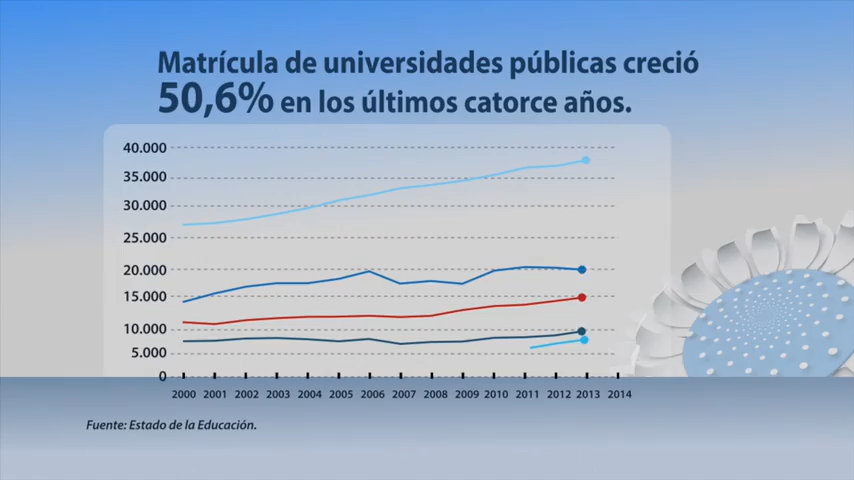 Matrícula de universidades públicas creció
50,6% en los últimos catorce años.
40.000
35.000
30.000
25.000
20.000
15.000
10.000
5.000
0
2000 2001 2002 2003 2004 2005 2006 2007 2008 2009 2010 2011 2012 2013 2014
Fuente: Estado de la Educación.